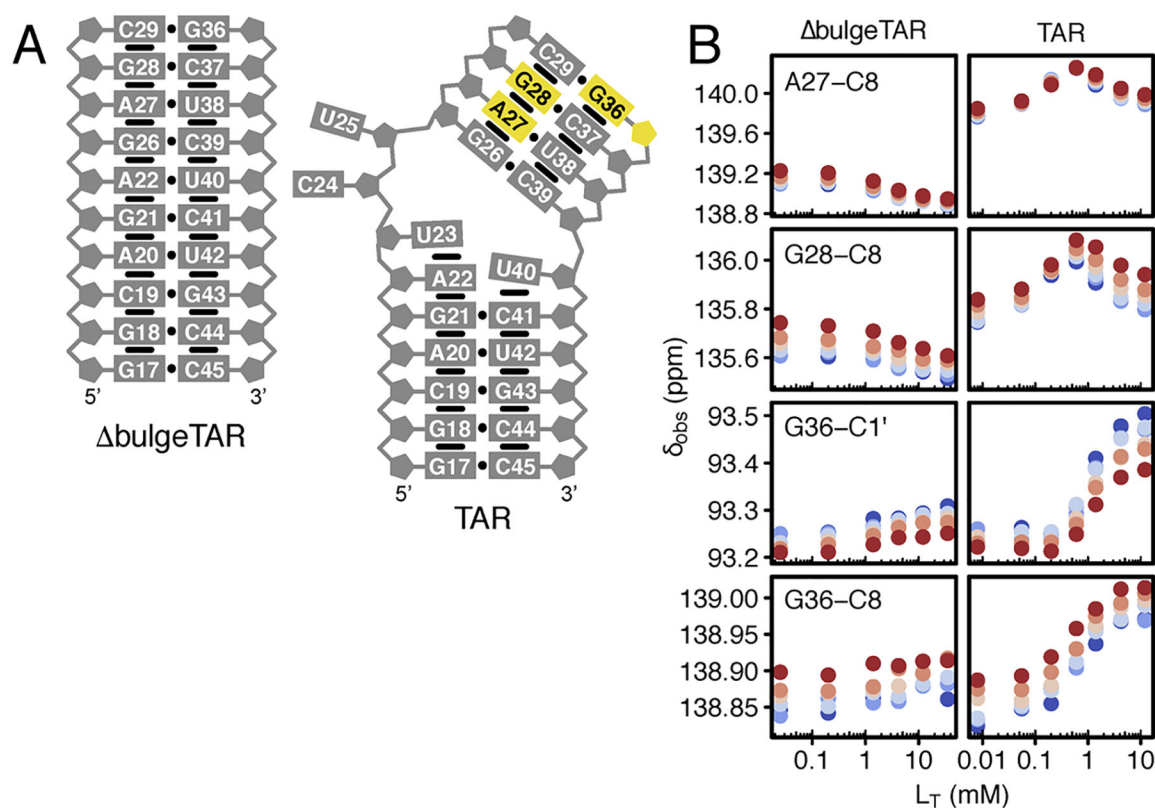 A
C29 • G36
G28 C37
A27 • U38
G26 C39
A22 U40
G21 C41
A20 • U42
C19 • G43
G18 • C44
G17 • C45
5’ 3’
ΔbulgeTAR
C29
G36
G28
C37
A27
U38
G26
C39
U25
C24
U23
U40
A22
G21 • C41
A20 • U42
C19 • G43
G18 • C44
G17 • C45
5’ 3’
TAR
B
ΔbulgeTAR TAR
A27–C8
140.0
139.6
139.2
138.8
G28–C8
136.0
135.8
135.6
δobs (ppm)
G36–C1'
93.5
93.4
93.3
93.2
G36–C8
139.00
138.95
138.90
138.85
0.1 1 10 0.01 0.1 1 10
LT (mM)